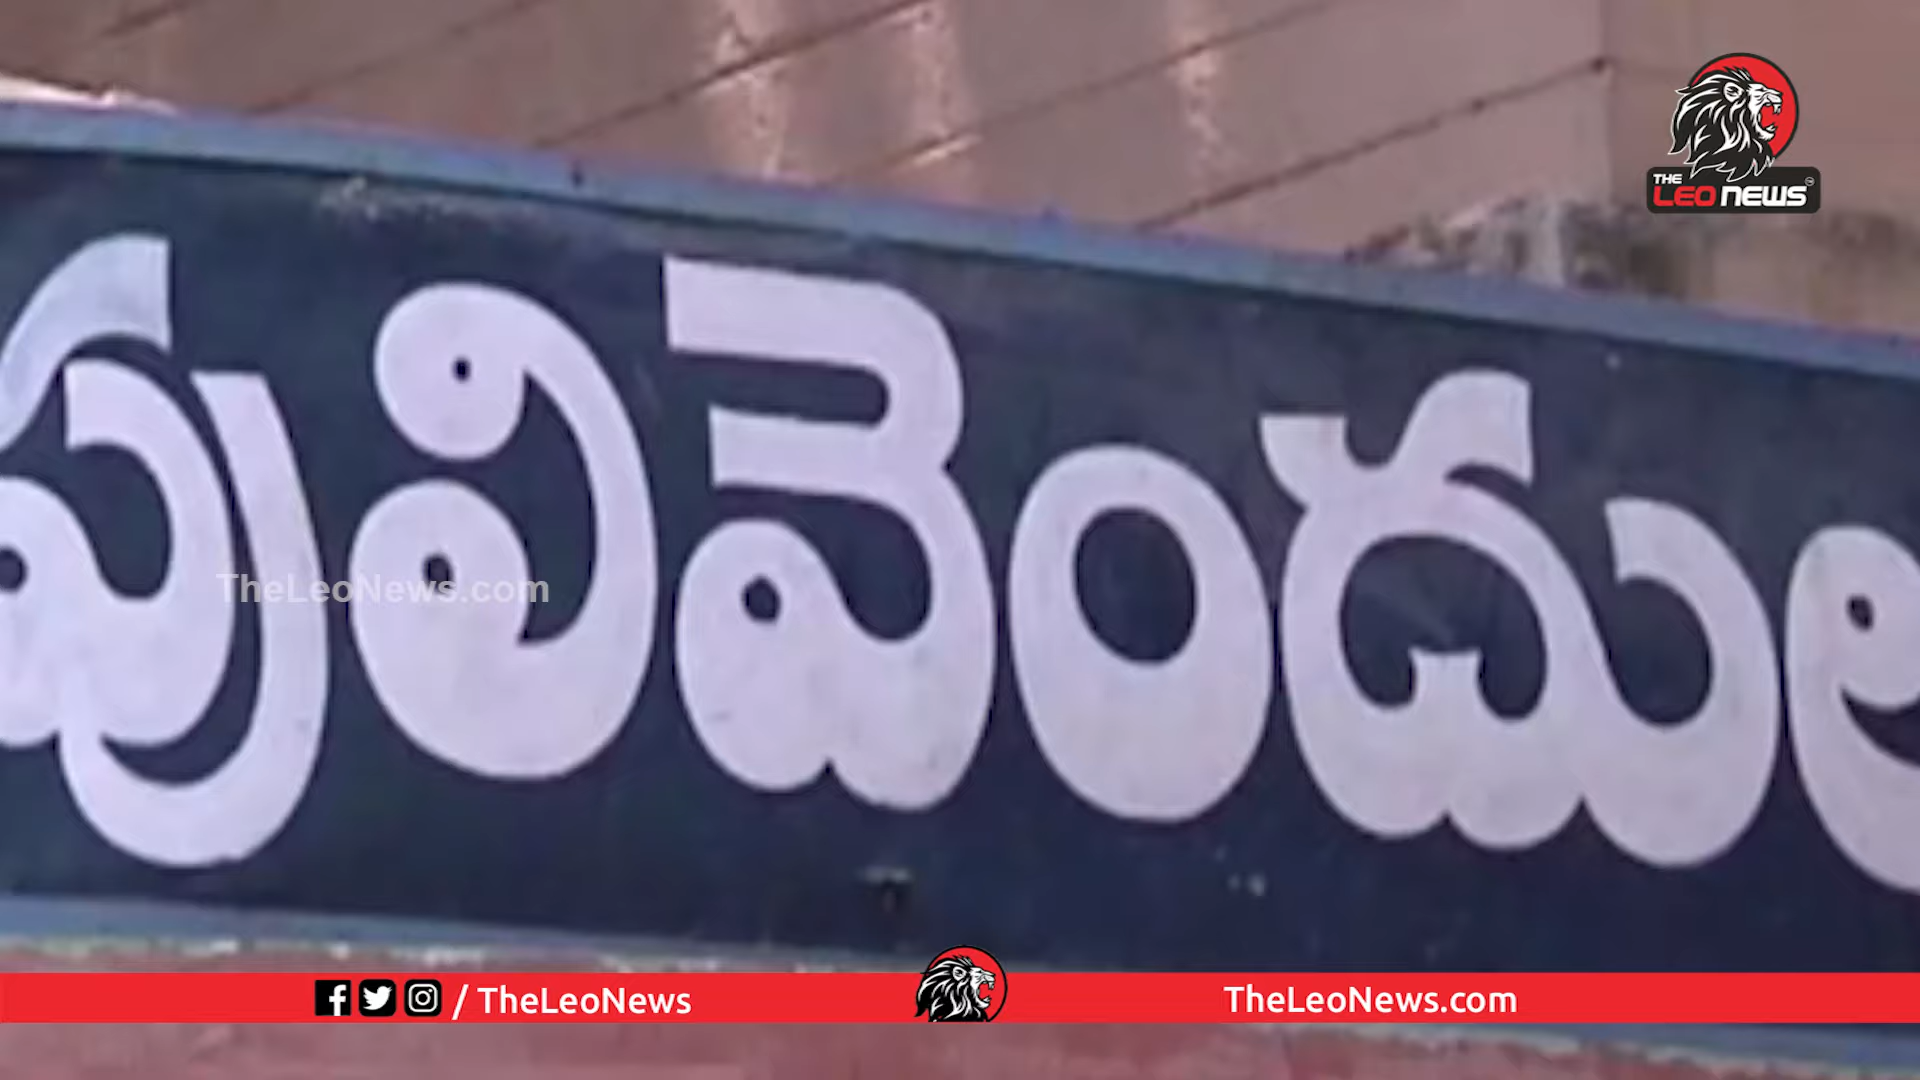 THE
LEO NEWS
పులివెందుల
TheLeoNews.com
/ TheLeoNews
TheLeoNews.com